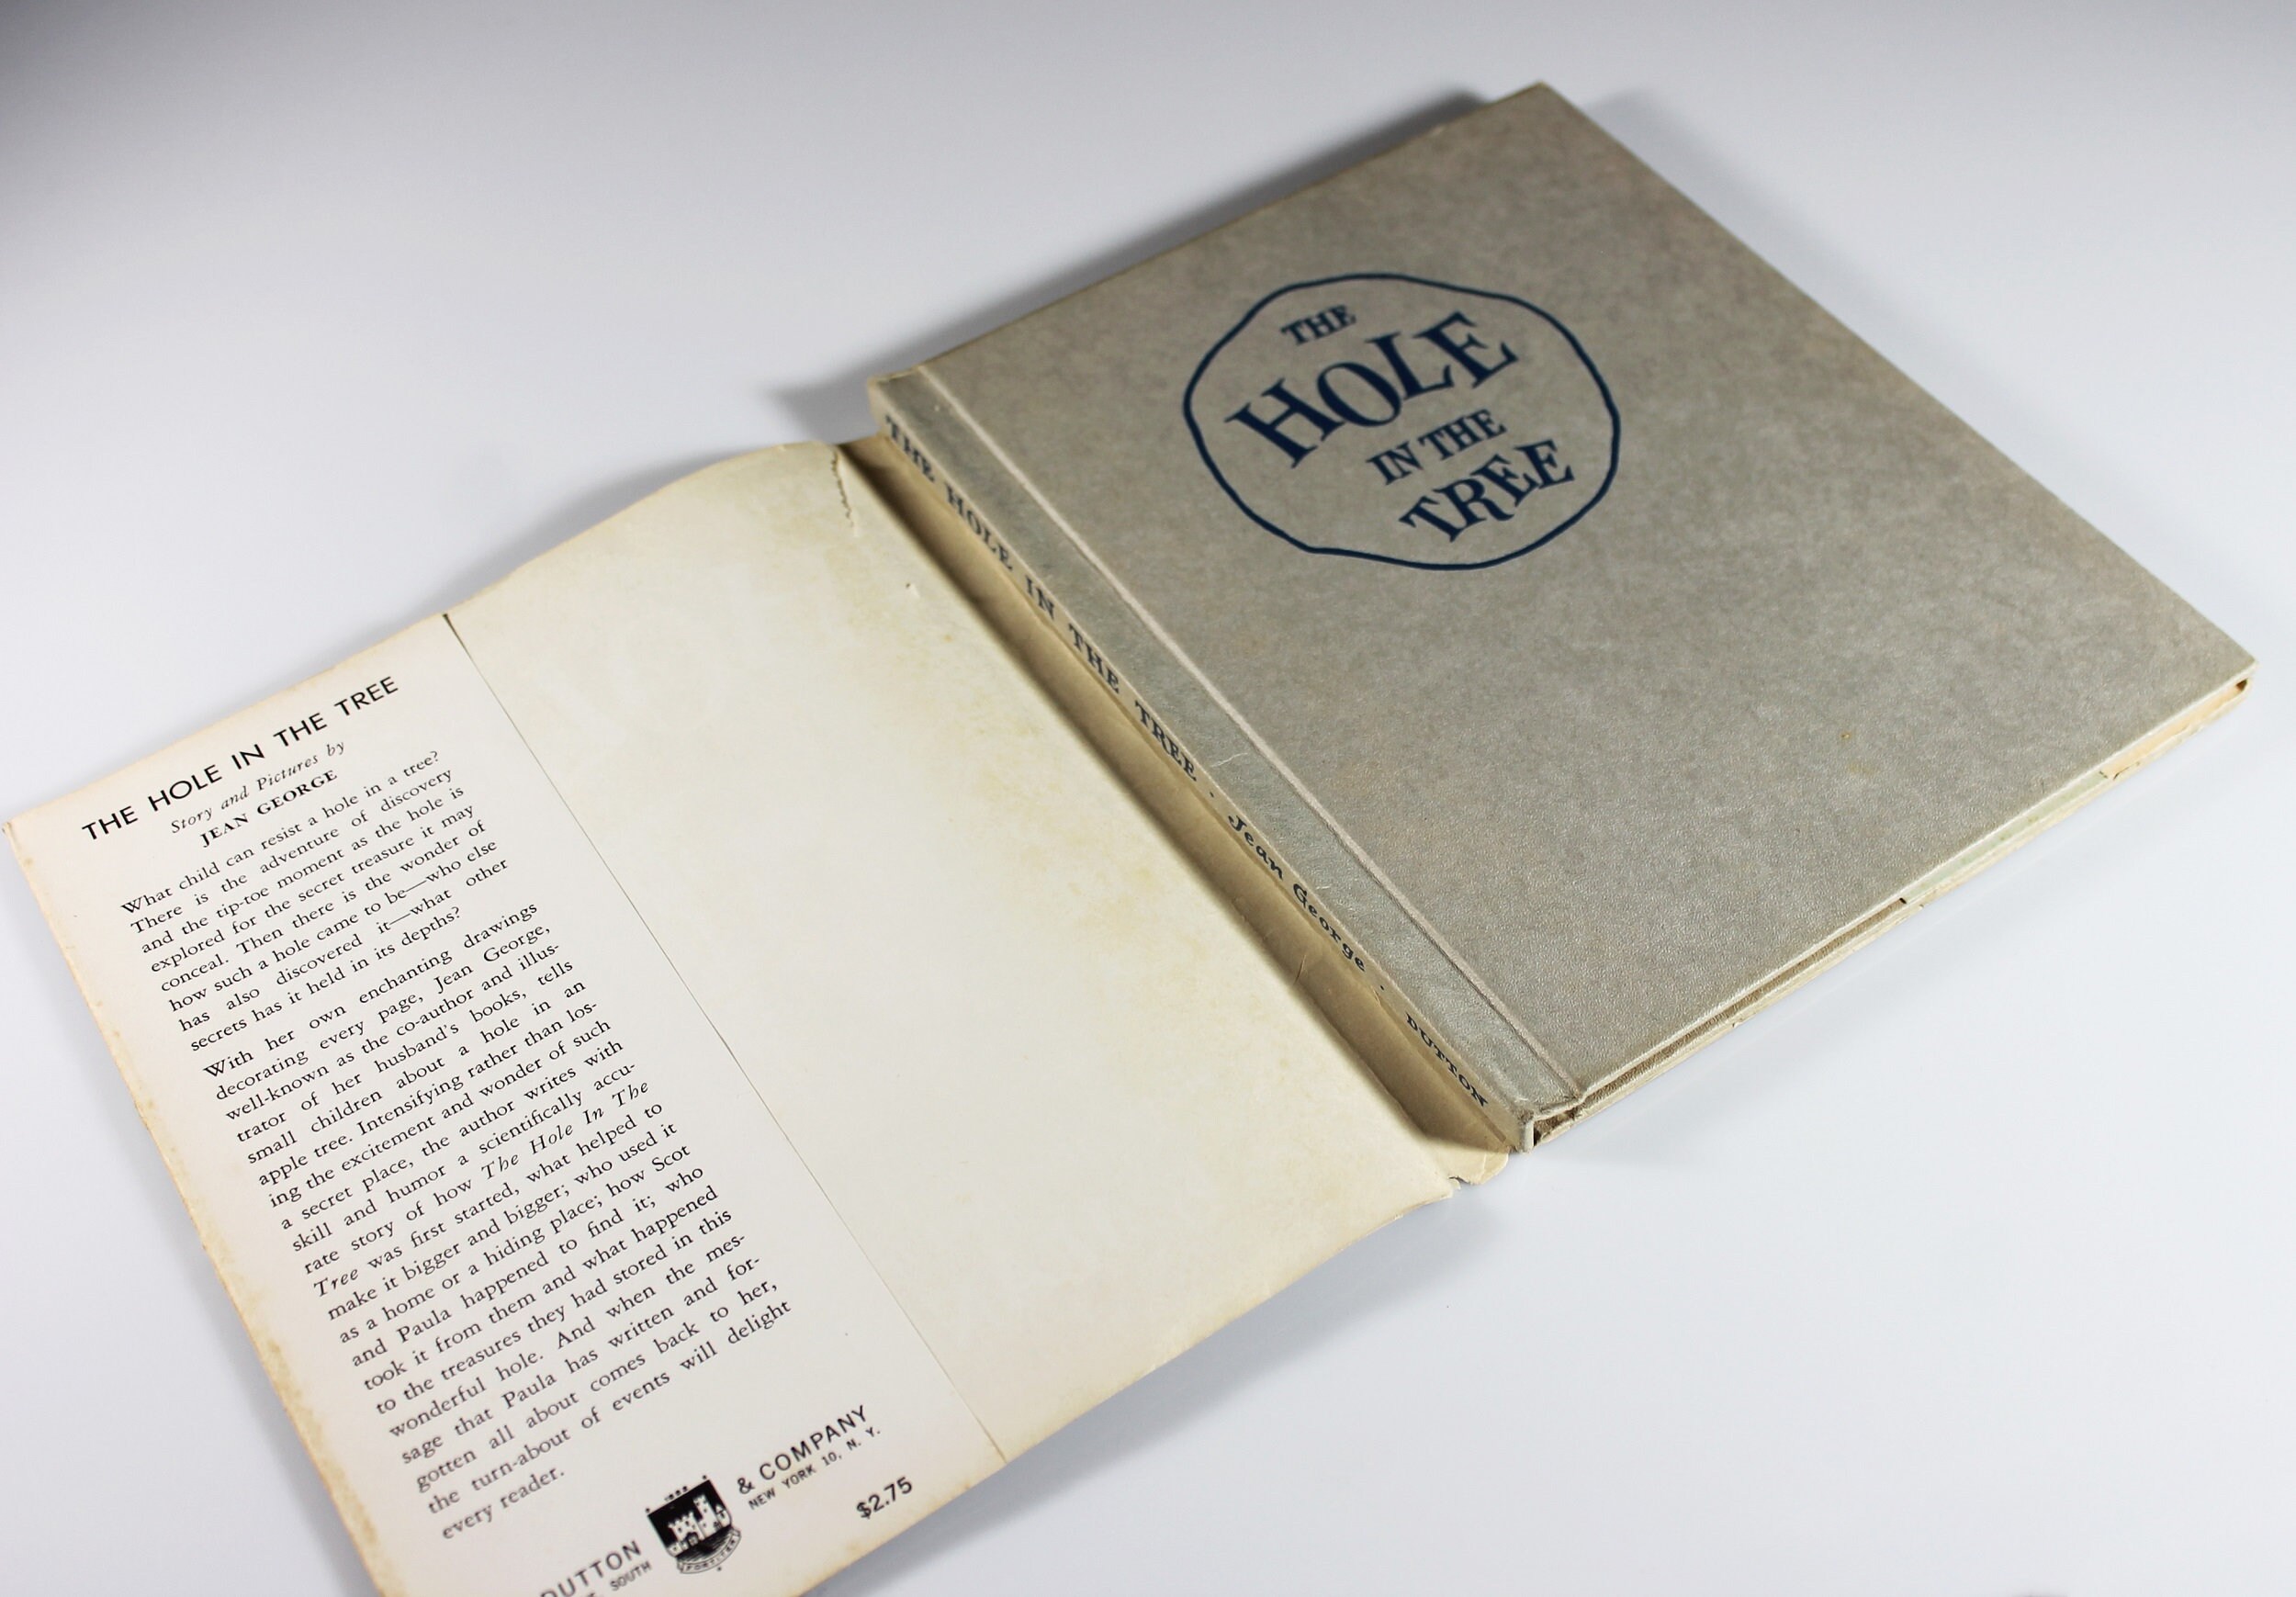 THE HOLE IN THE TREE
Story and Pictures by
JEAN GEORGE
What child can resist a hole in a tree?
There is the adventure of discovery
and the tip-toe moment as the hole is
explored for the secret treasure it may
conceal. Then there is the wonder of
how such a hole came to be—who else
has also discovered it—what other
secrets has it held in its depths?
With her own enchanting drawings
decorating every page, Jean George,
well-known as the co-author and illus-
trator of her husband's books, tells
small children about a hole in an
apple tree. Intensifying rather than los-
ing the excitement and wonder of such
a secret place, the author writes with
skill and humor a scientifically accu-
rate story of how The Hole In The
Tree was first started, what helped to
make it bigger and bigger; who used it
as a home or a hiding place; how Scot
and Paula happened to find it; who
took it from them and what happened
to the treasures they had stored in this
wonderful hole. And when the mes-
sage that Paula has written and for-
gotten all about comes back to her,
the turn-about of events will delight
every reader.
DUTTON & COMPANY
SOUTH NEW YORK 10, N. Y.
$2.75
THE HOLE IN THE TREE · Jean George · DUTTON
THE
HOLE
IN THE
TREE